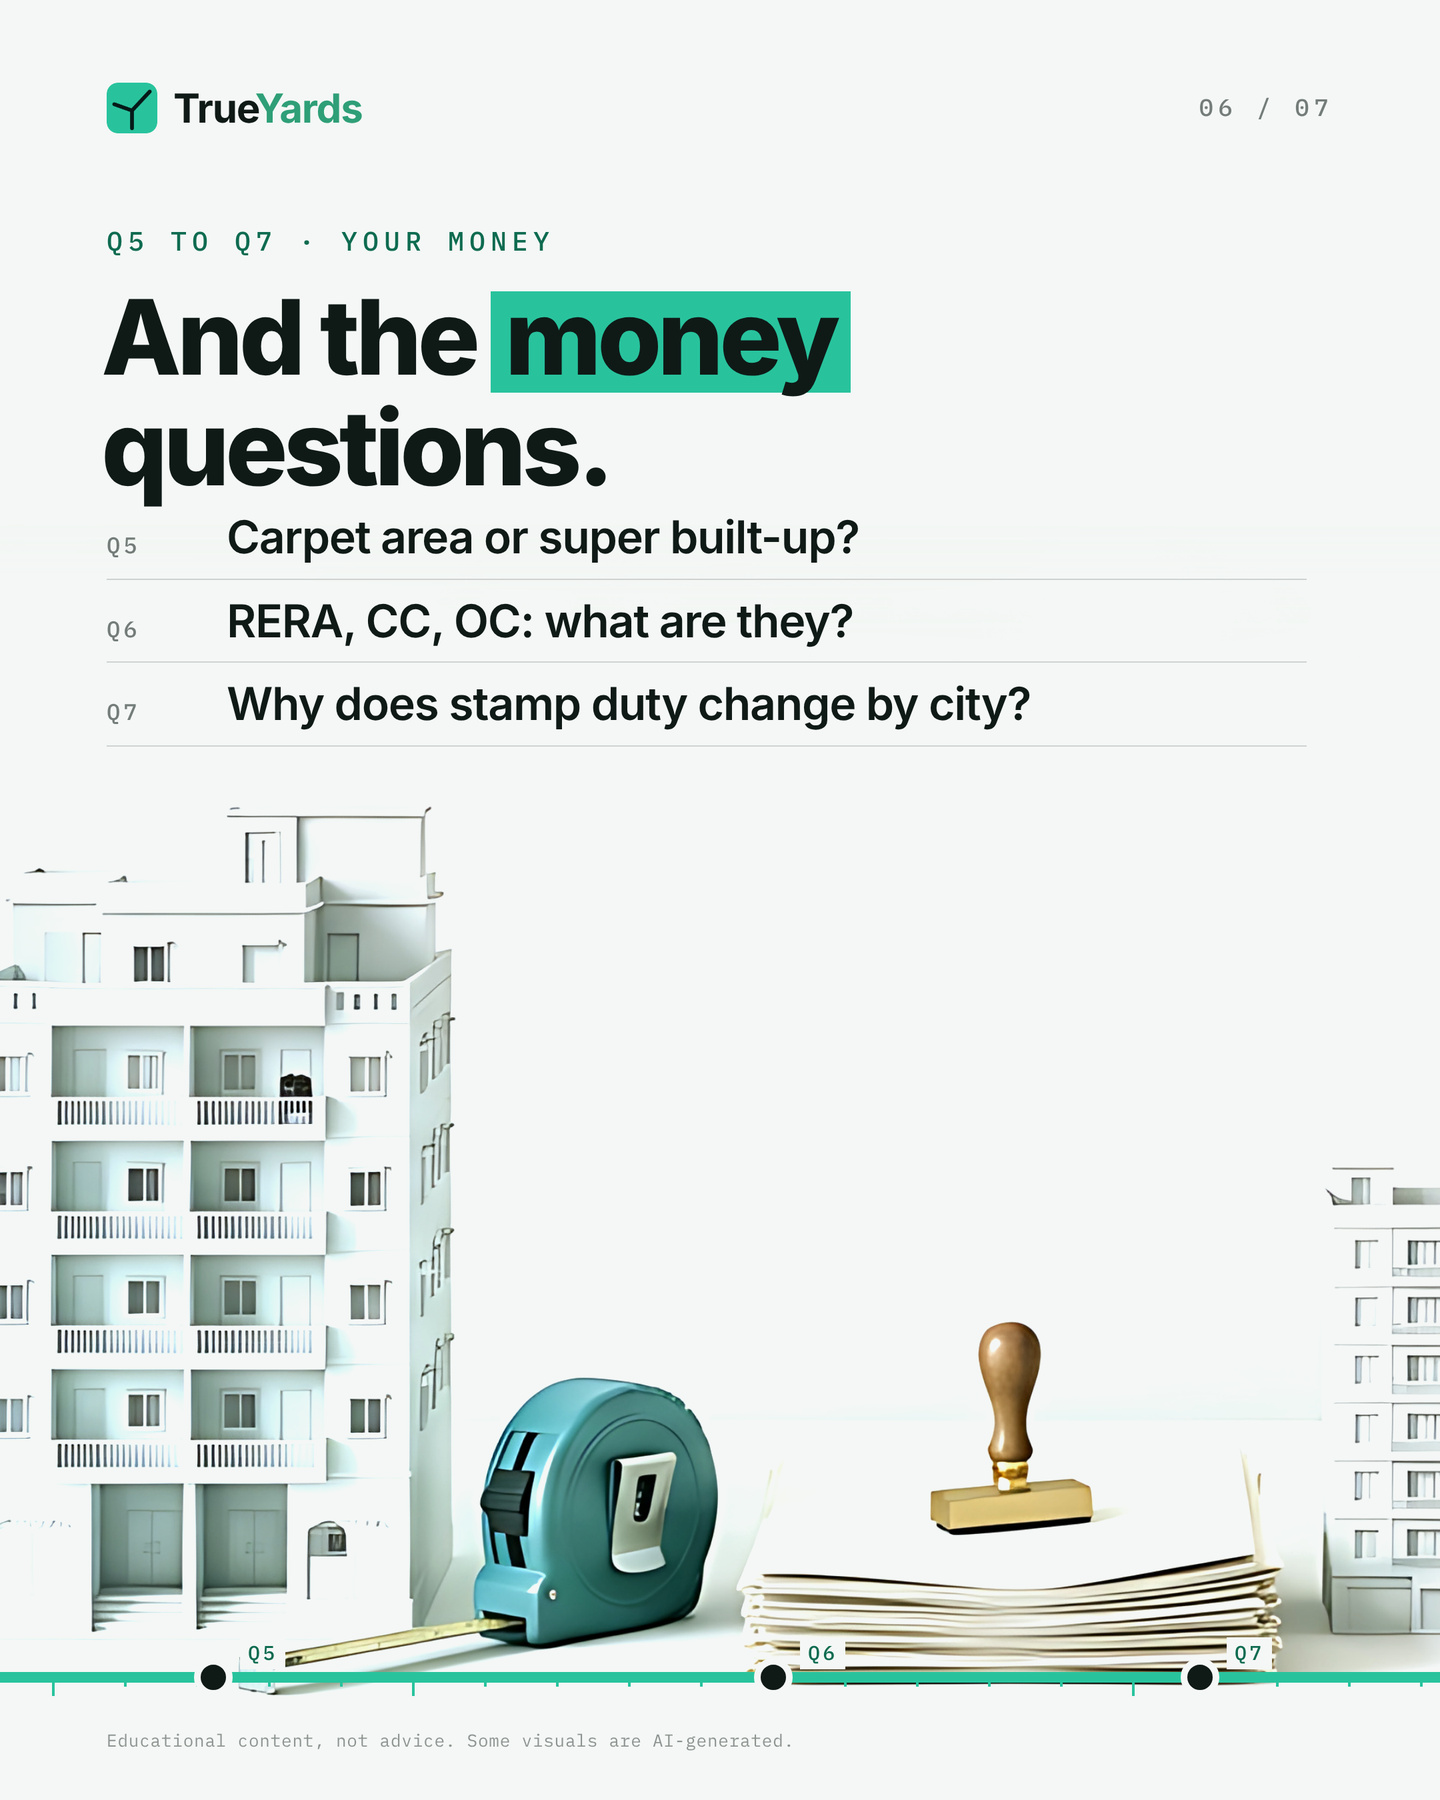 TrueYards
06 / 07
Q5 TO Q7 · YOUR MONEY
And the money
questions.
Q5 Carpet area or super built-up?
Q6 RERA, CC, OC: what are they?
Q7 Why does stamp duty change by city?
Q5 Q6 Q7
Educational content, not advice. Some visuals are AI-generated.